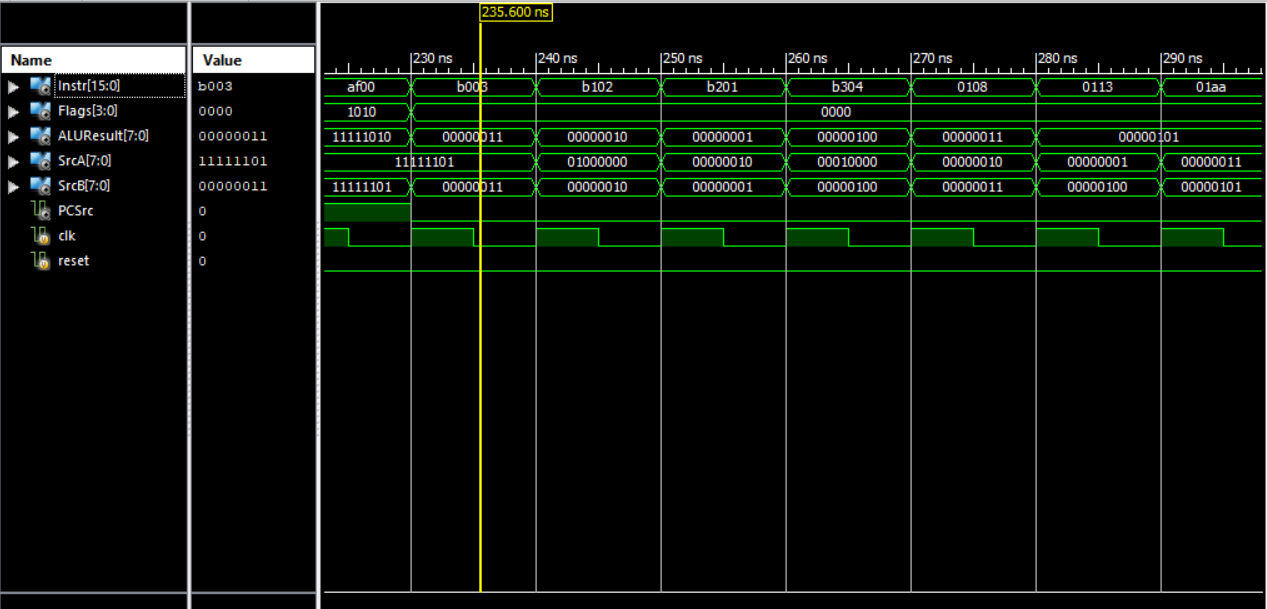 235.600 ns
Name Value 230 ns 240 ns 250 ns 260 ns 270 ns 280 ns 290 ns
Instr[15:0] b003 af00 b003 b102 b201 b304 0108 0113 01aa
Flags[3:0] 0000 1010 0000
ALUResult[7:0] 00000011 11111010 00000011 00000010 00000001 00000100 00000011 00000101
SrcA[7:0] 11111101 11111101 01000000 00000010 00010000 00000010 00000001 00000011
SrcB[7:0] 00000011 11111101 00000011 00000010 00000001 00000100 00000011 00000100 00000101
PCSrc 0
clk 0
reset 0